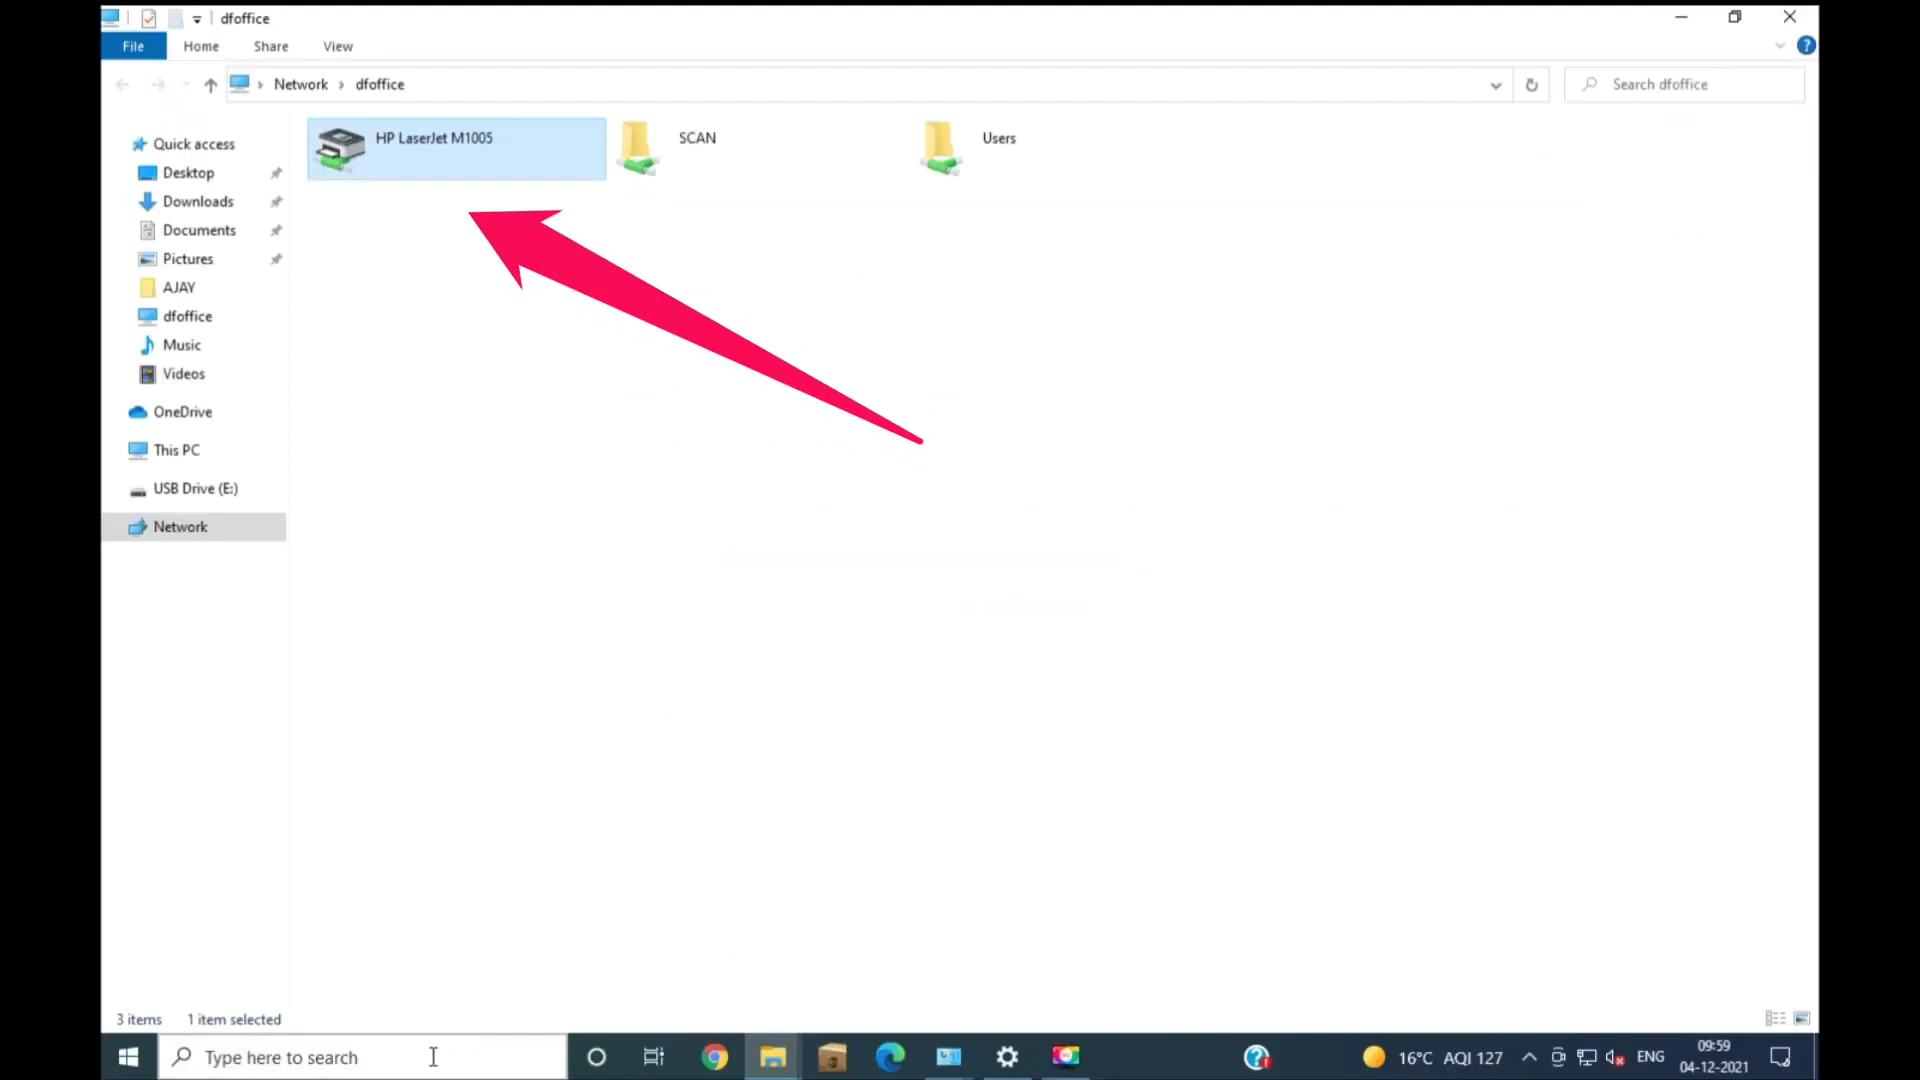 dfoffice
File Home Share View
Network › dfoffice
Search dfoffice
Quick access
Desktop
Downloads
Documents
Pictures
AJAY
dfoffice
Music
Videos
OneDrive
This PC
USB Drive (E:)
Network
HP LaserJet M1005
SCAN
Users
3 items 1 item selected
Type here to search
16°C AQI 127
ENG
09:59
04-12-2021